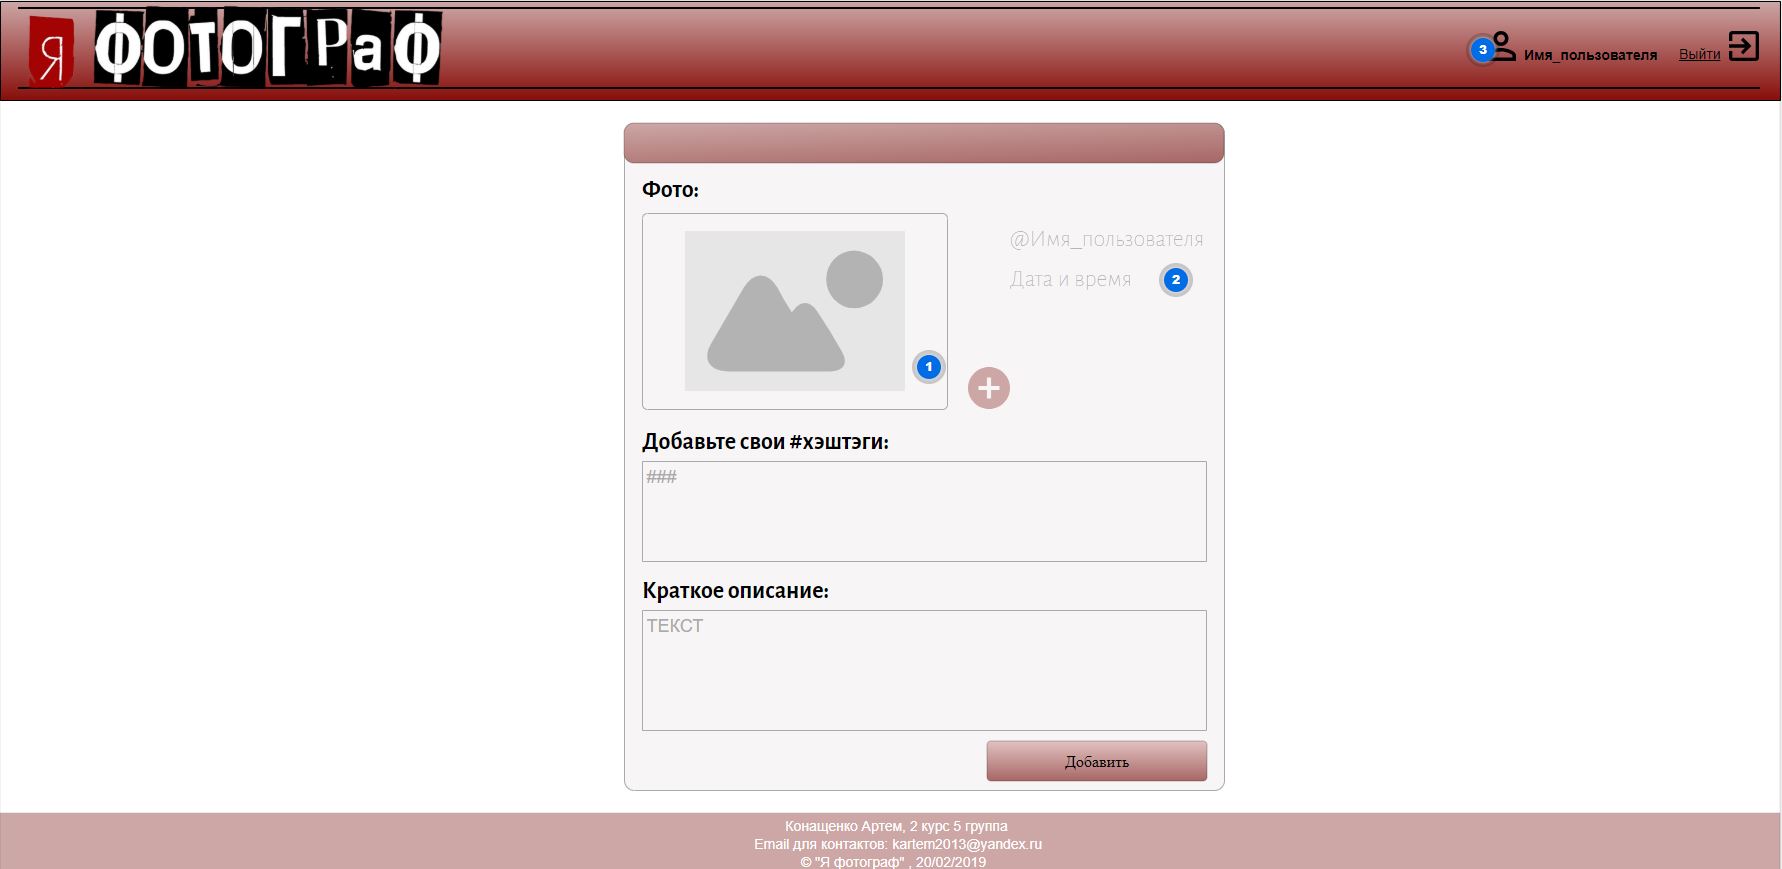 Я ФОТОГРаФ
3 Имя_пользователя Выйти
Фото:
@Имя_пользователя
Дата и время 2
1
Добавьте свои #хэштэги:
###
Краткое описание:
ТЕКСТ
Добавить
Конащенко Артем, 2 курс 5 группа
Email для контактов: kartem2013@yandex.ru
© "Я фотограф" , 20/02/2019